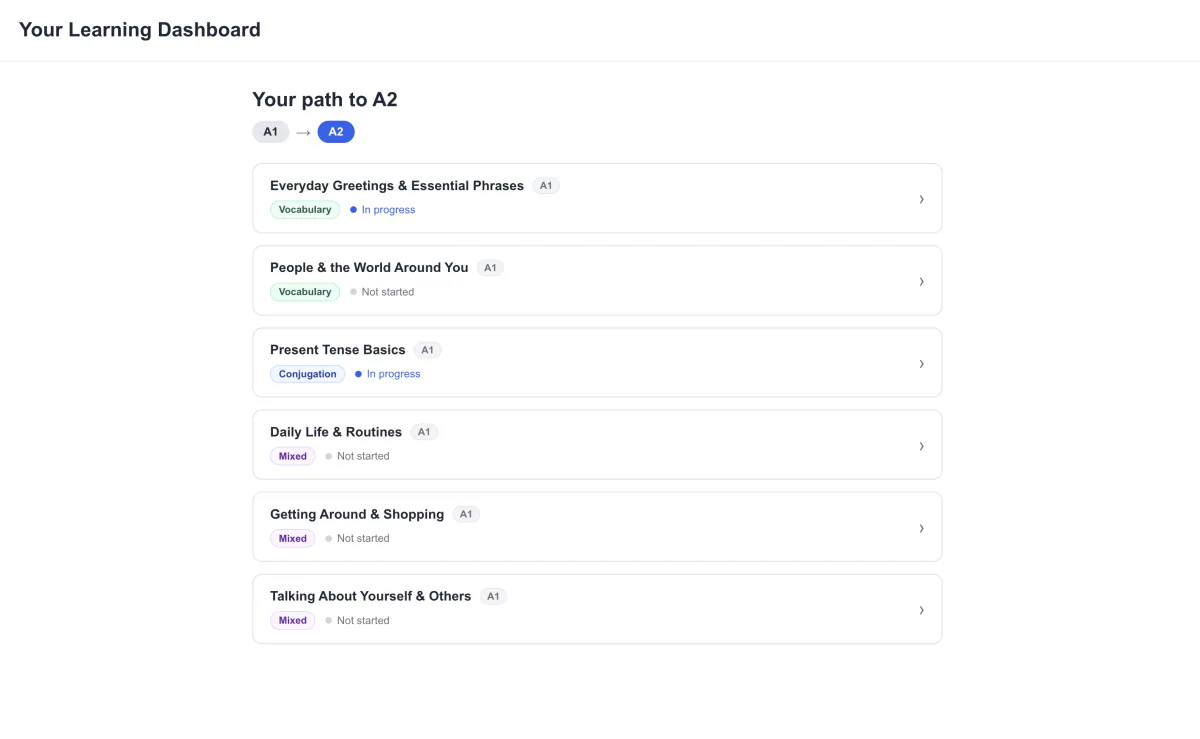 Your Learning Dashboard
Your path to A2
A1 → A2
Everyday Greetings & Essential Phrases A1
Vocabulary In progress
People & the World Around You A1
Vocabulary Not started
Present Tense Basics A1
Conjugation In progress
Daily Life & Routines A1
Mixed Not started
Getting Around & Shopping A1
Mixed Not started
Talking About Yourself & Others A1
Mixed Not started